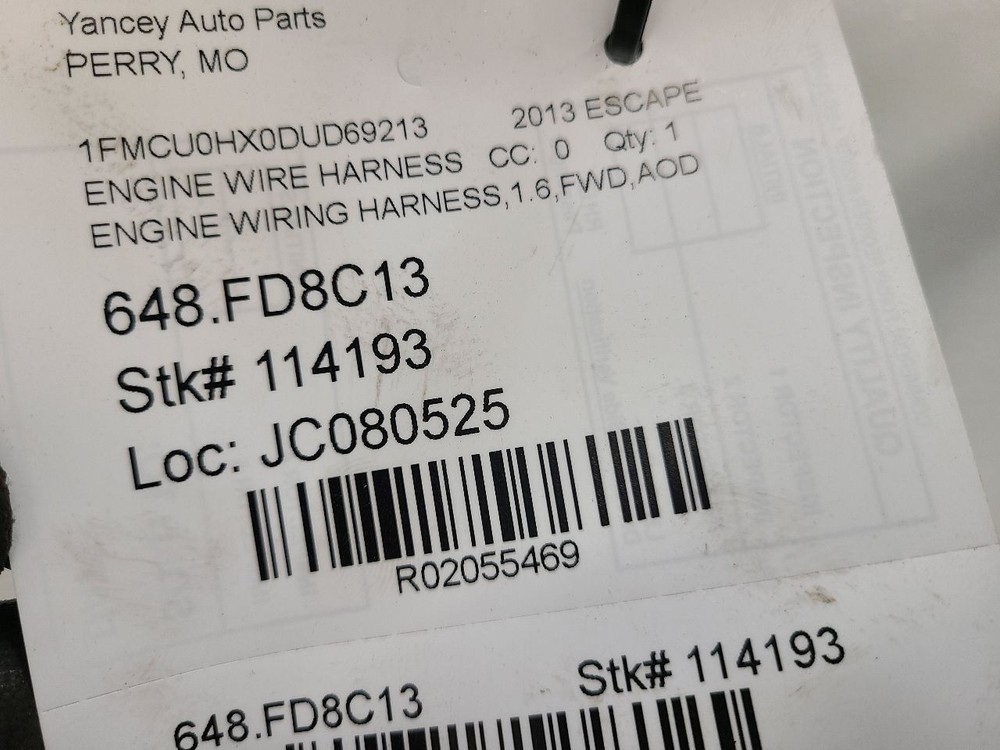 Yancey Auto Parts
PERRY, MO
1FMCU0HX0DUD69213 2013 ESCAPE
ENGINE WIRE HARNESS CC: 0 Qty: 1
ENGINE WIRING HARNESS,1.6,FWD,AOD
648.FD8C13
Stk# 114193
Loc: JC080525
R02055469
648.FD8C13 Stk# 114193